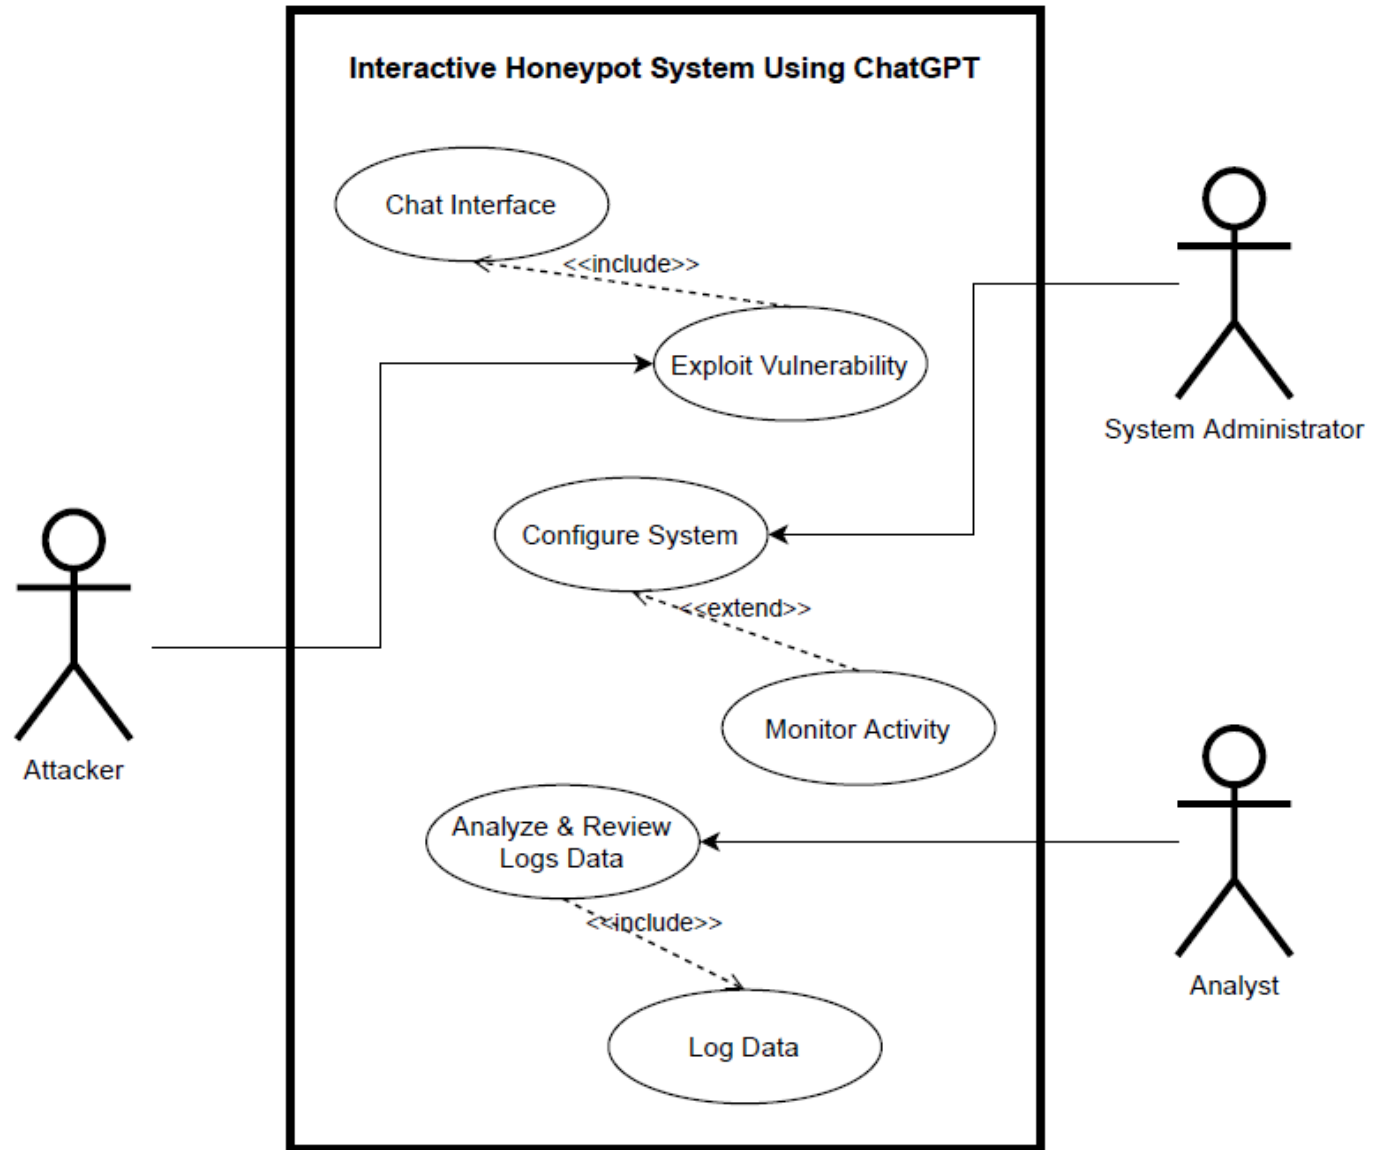 Interactive Honeypot System Using ChatGPT
Chat Interface
<<include>>
Exploit Vulnerability
System Administrator
Configure System
<<extend>>
Monitor Activity
Attacker
Analyze & Review
Logs Data
<<include>>
Analyst
Log Data